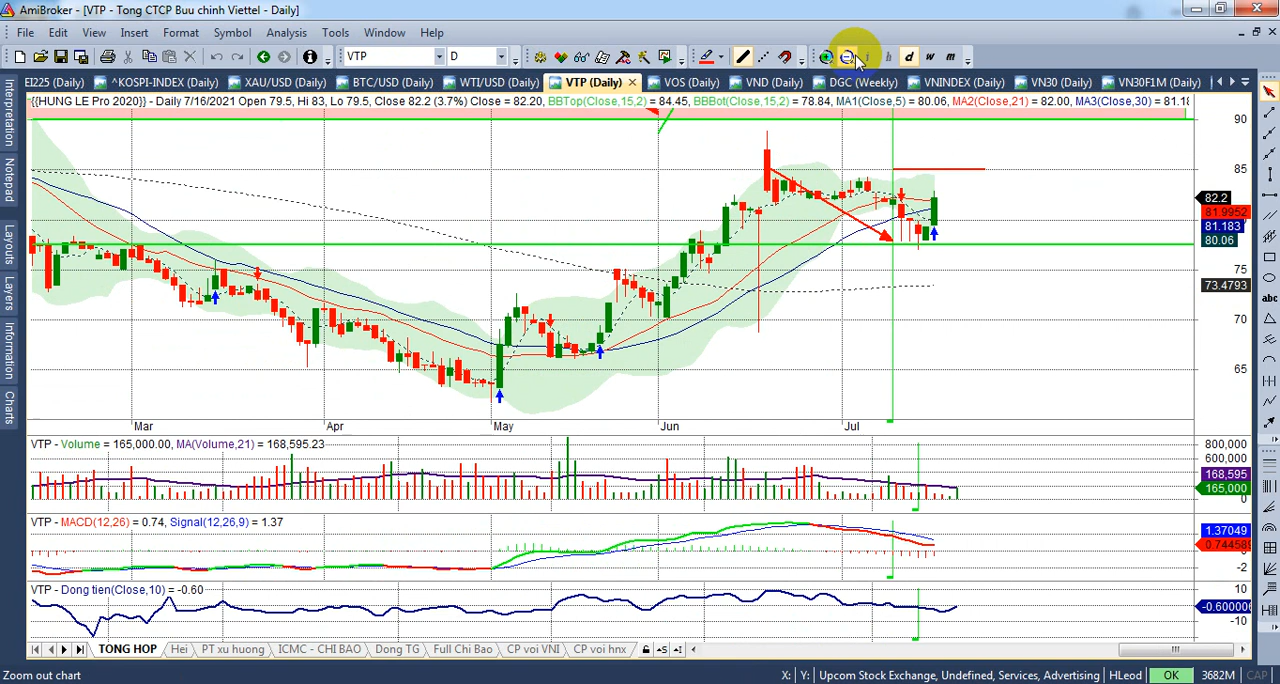 AmiBroker - [VTP - Tong CTCP Buu chinh Viettel - Daily]
File Edit View Insert Format Symbol Analysis Tools Window Help
VTP D i h d w m
EI225 (Daily) ^KOSPI-INDEX (Daily) XAU/USD (Daily) BTC/USD (Daily) WTI/USD (Daily) VTP (Daily) VOS (Daily) VND (Daily) DGC (Weekly) VNINDEX (Daily) VN30 (Daily) VN30F1M (Daily)
{{HUNG LE Pro 2020}} - Daily 7/16/2021 Open 79.5, Hi 83, Lo 79.5, Close 82.2 (3.7%) Close = 82.20, BBTop(Close,15,2) = 84.45, BBBot(Close,15,2) = 78.84, MA1(Close,5) = 80.06, MA2(Close,21) = 82.00, MA3(Close,30) = 81.18
Interpretation
Notepad
Layouts
Layers
Information
Charts
90
85
82.2
81.9952
81.183
80.06
75
73.4793
70
65
abc
Mar Apr May Jun Jul
VTP - Volume = 165,000.00, MA(Volume,21) = 168,595.23
800,000
600,000
168,595
165,000
0
VTP - MACD(12,26) = 0.74, Signal(12,26,9) = 1.37
1.37049
0.744589
-2
VTP - Dong tien(Close,10) = -0.60
10
-0.600006
-10
TONG HOP Hei PT xu huong ICMC - CHI BAO Dong TG Full Chi Bao CP voi VNI CP voi hnx
Zoom out chart X: Y: Upcom Stock Exchange, Undefined, Services, Advertising HLeod OK 3682M CAP